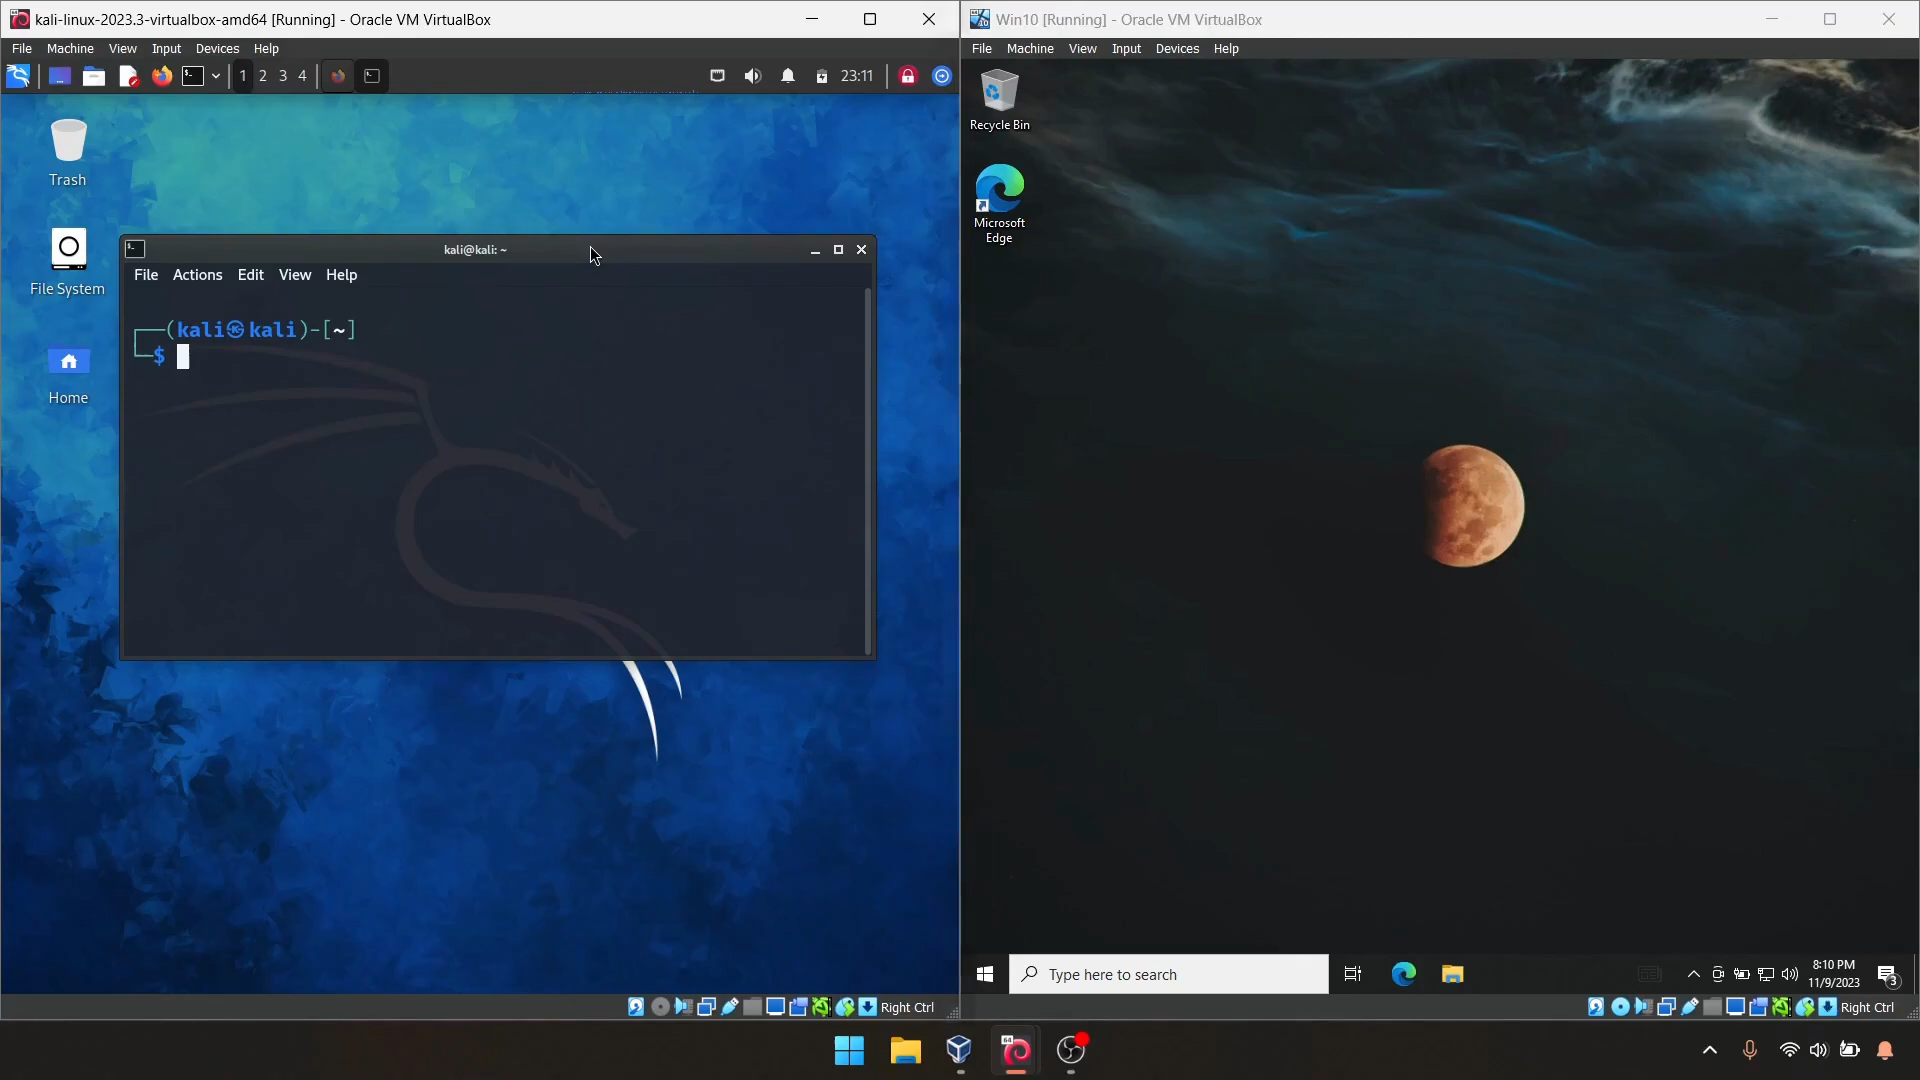 kali-linux-2023.3-virtualbox-amd64 [Running] - Oracle VM VirtualBox
File Machine View Input Devices Help
1 2 3 4
23:11
Trash
File System
Home
kali@kali: ~
File Actions Edit View Help
┌──(kali㉿kali)-[~]
└─$
Right Ctrl
Win10 [Running] - Oracle VM VirtualBox
File Machine View Input Devices Help
Recycle Bin
Microsoft
Edge
Type here to search
8:10 PM
11/9/2023
3
Right Ctrl
64